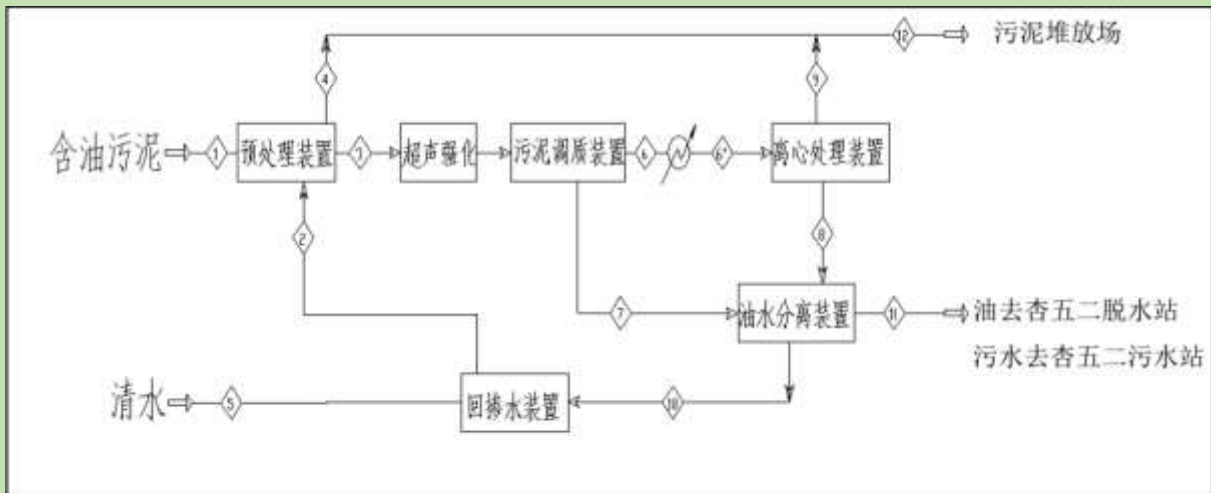 12
污泥堆放场
4
9
含油污泥
1
预处理装置
3
超声强化
污泥调质装置
6
6'
离心处理装置
2
8
7
油水分离装置
11
油去杏五二脱水站
污水去杏五二污水站
清水
5
回掺水装置
10